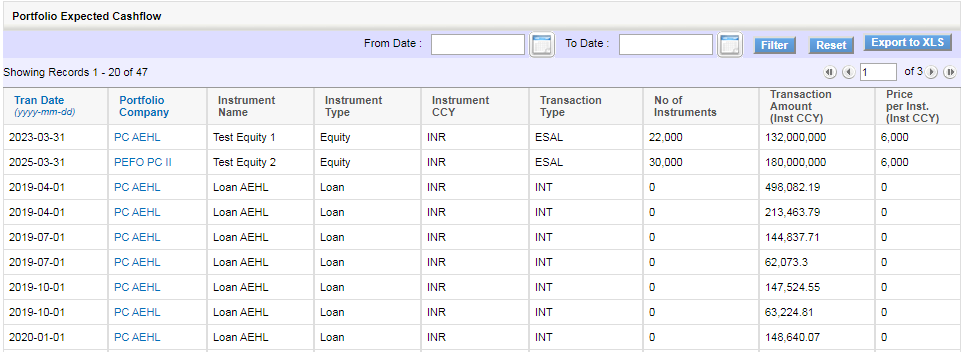 Portfolio Expected Cashflow
From Date : To Date : Filter Reset Export to XLS
Showing Records 1 - 20 of 47 1 of 3
Tran Date (yyyy-mm-dd) Portfolio Company Instrument Name Instrument Type Instrument CCY Transaction Type No of Instruments Transaction Amount (Inst CCY) Price per Inst. (Inst CCY)
2023-03-31 PC AEHL Test Equity 1 Equity INR ESAL 22,000 132,000,000 6,000
2025-03-31 PEFO PC II Test Equity 2 Equity INR ESAL 30,000 180,000,000 6,000
2019-04-01 PC AEHL Loan AEHL Loan INR INT 0 498,082.19 0
2019-04-01 PC AEHL Loan AEHL Loan INR INT 0 213,463.79 0
2019-07-01 PC AEHL Loan AEHL Loan INR INT 0 144,837.71 0
2019-07-01 PC AEHL Loan AEHL Loan INR INT 0 62,073.3 0
2019-10-01 PC AEHL Loan AEHL Loan INR INT 0 147,524.55 0
2019-10-01 PC AEHL Loan AEHL Loan INR INT 0 63,224.81 0
2020-01-01 PC AEHL Loan AEHL Loan INR INT 0 148,640.07 0